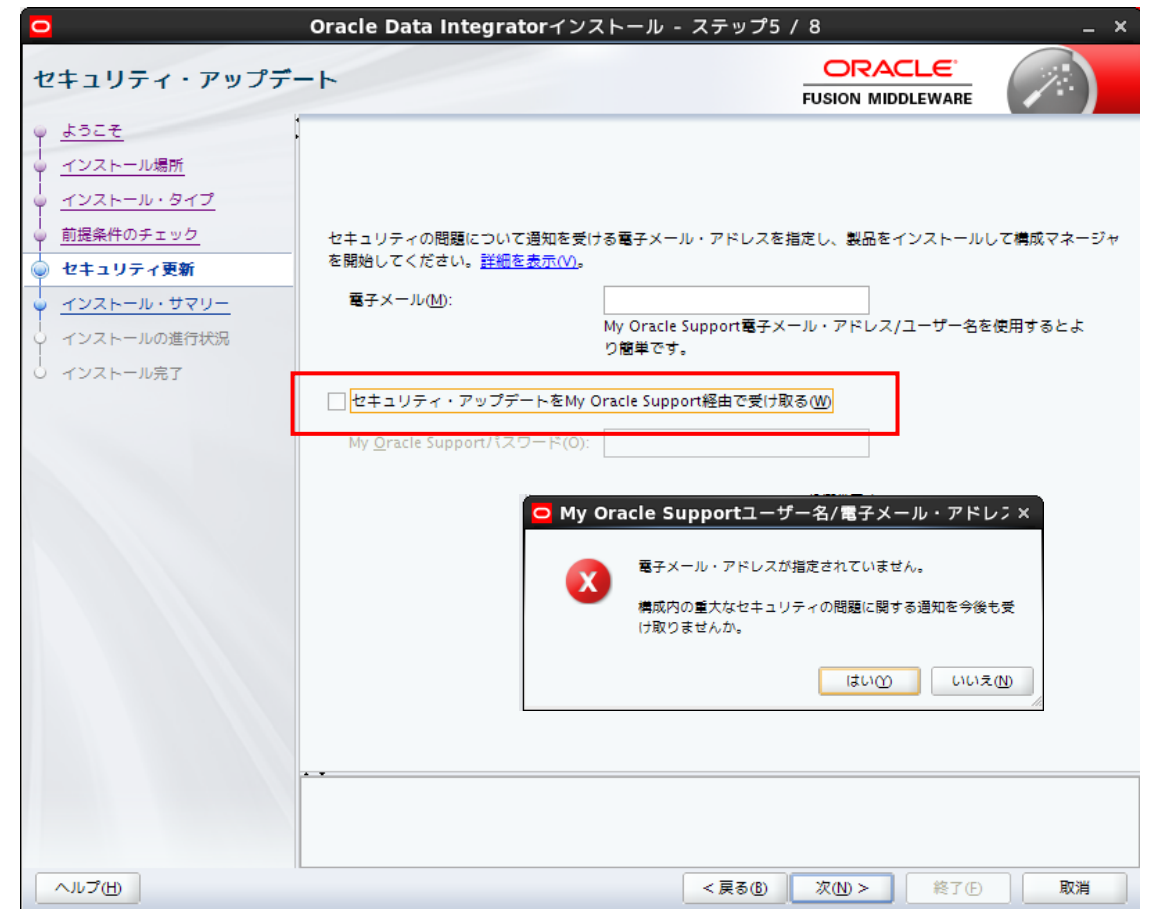 Oracle Data Integratorインストール - ステップ5 / 8
セキュリティ・アップデート
ORACLE
FUSION MIDDLEWARE
ようこそ
インストール場所
インストール・タイプ
前提条件のチェック
セキュリティ更新
インストール・サマリー
インストールの進行状況
インストール完了
セキュリティの問題について通知を受ける電子メール・アドレスを指定し、製品をインストールして構成マネージャ
を開始してください。詳細を表示(V)。
電子メール(M):
My Oracle Support電子メール・アドレス/ユーザー名を使用するとよ
り簡単です。
セキュリティ・アップデートをMy Oracle Support経由で受け取る(W)
My Oracle Supportパスワード(O):
My Oracle Supportユーザー名/電子メール・アドレ
電子メール・アドレスが指定されていません。
構成内の重大なセキュリティの問題に関する通知を今後も受
け取りませんか。
はい(Y)
いいえ(N)
ヘルプ(H)
< 戻る(B)
次(N) >
終了(F)
取消